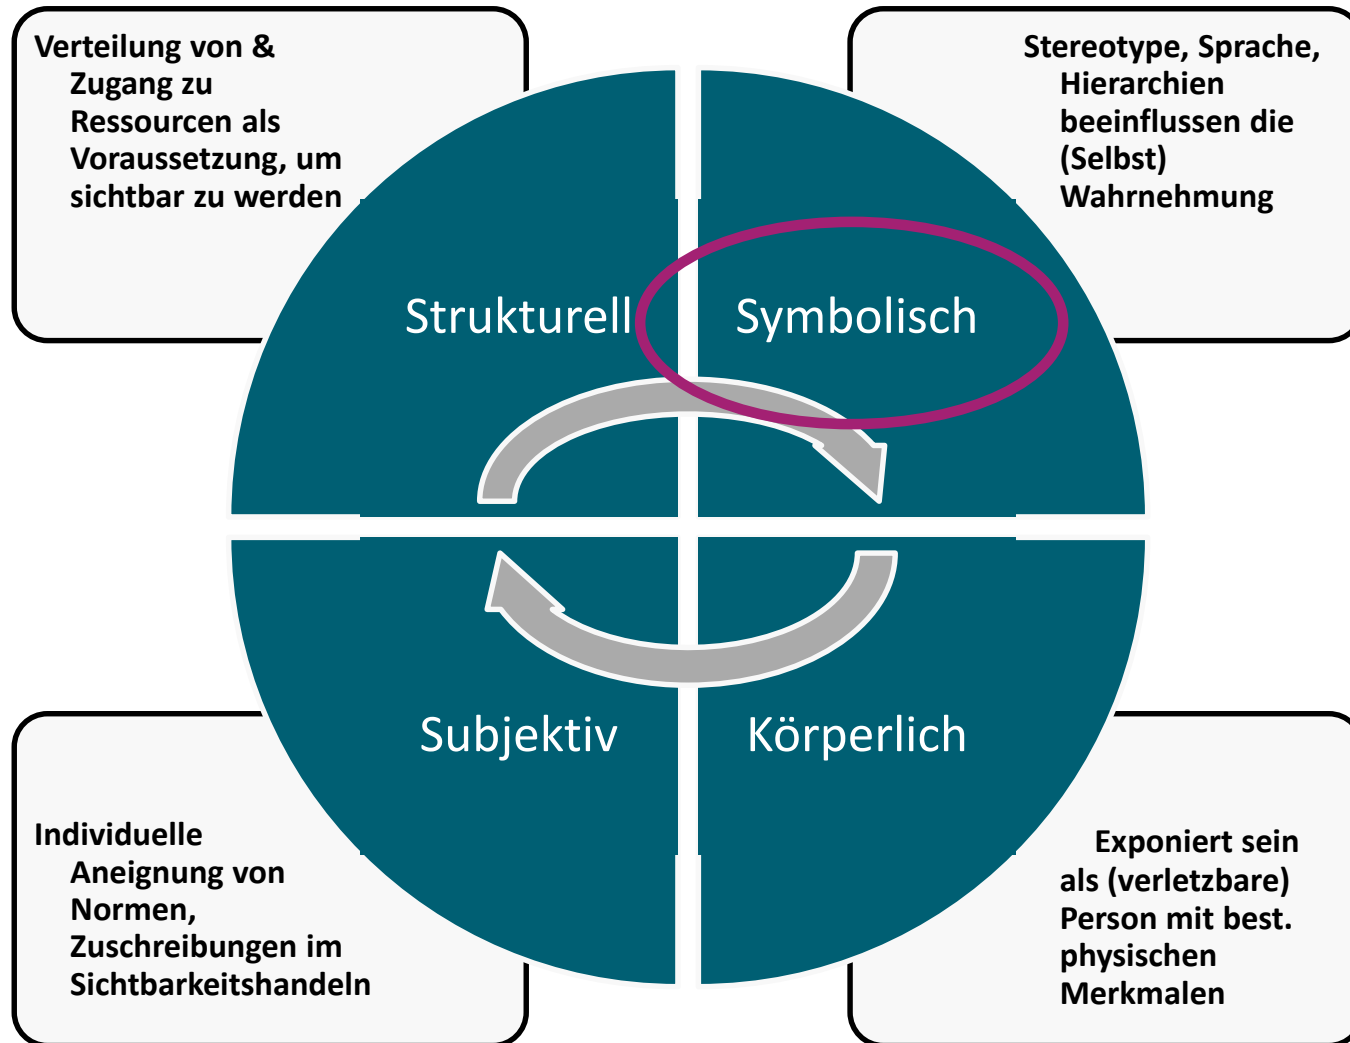 Verteilung von &
Zugang zu
Ressourcen als
Voraussetzung, um
sichtbar zu werden
Stereotype, Sprache,
Hierarchien
beeinflussen die
(Selbst)
Wahrnehmung
Strukturell
Symbolisch
Subjektiv
Körperlich
Individuelle
Aneignung von
Normen,
Zuschreibungen im
Sichtbarkeitshandeln
Exponiert sein
als (verletzbare)
Person mit best.
physischen
Merkmalen